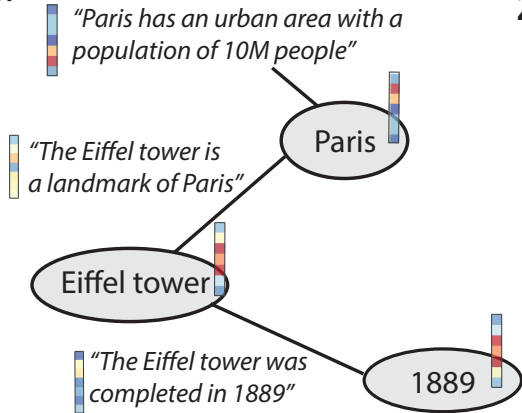 "Paris has an urban area with a
population of 10M people"
Paris
"The Eiffel tower is
a landmark of Paris"
Eiffel tower
"The Eiffel tower was
completed in 1889"
1889